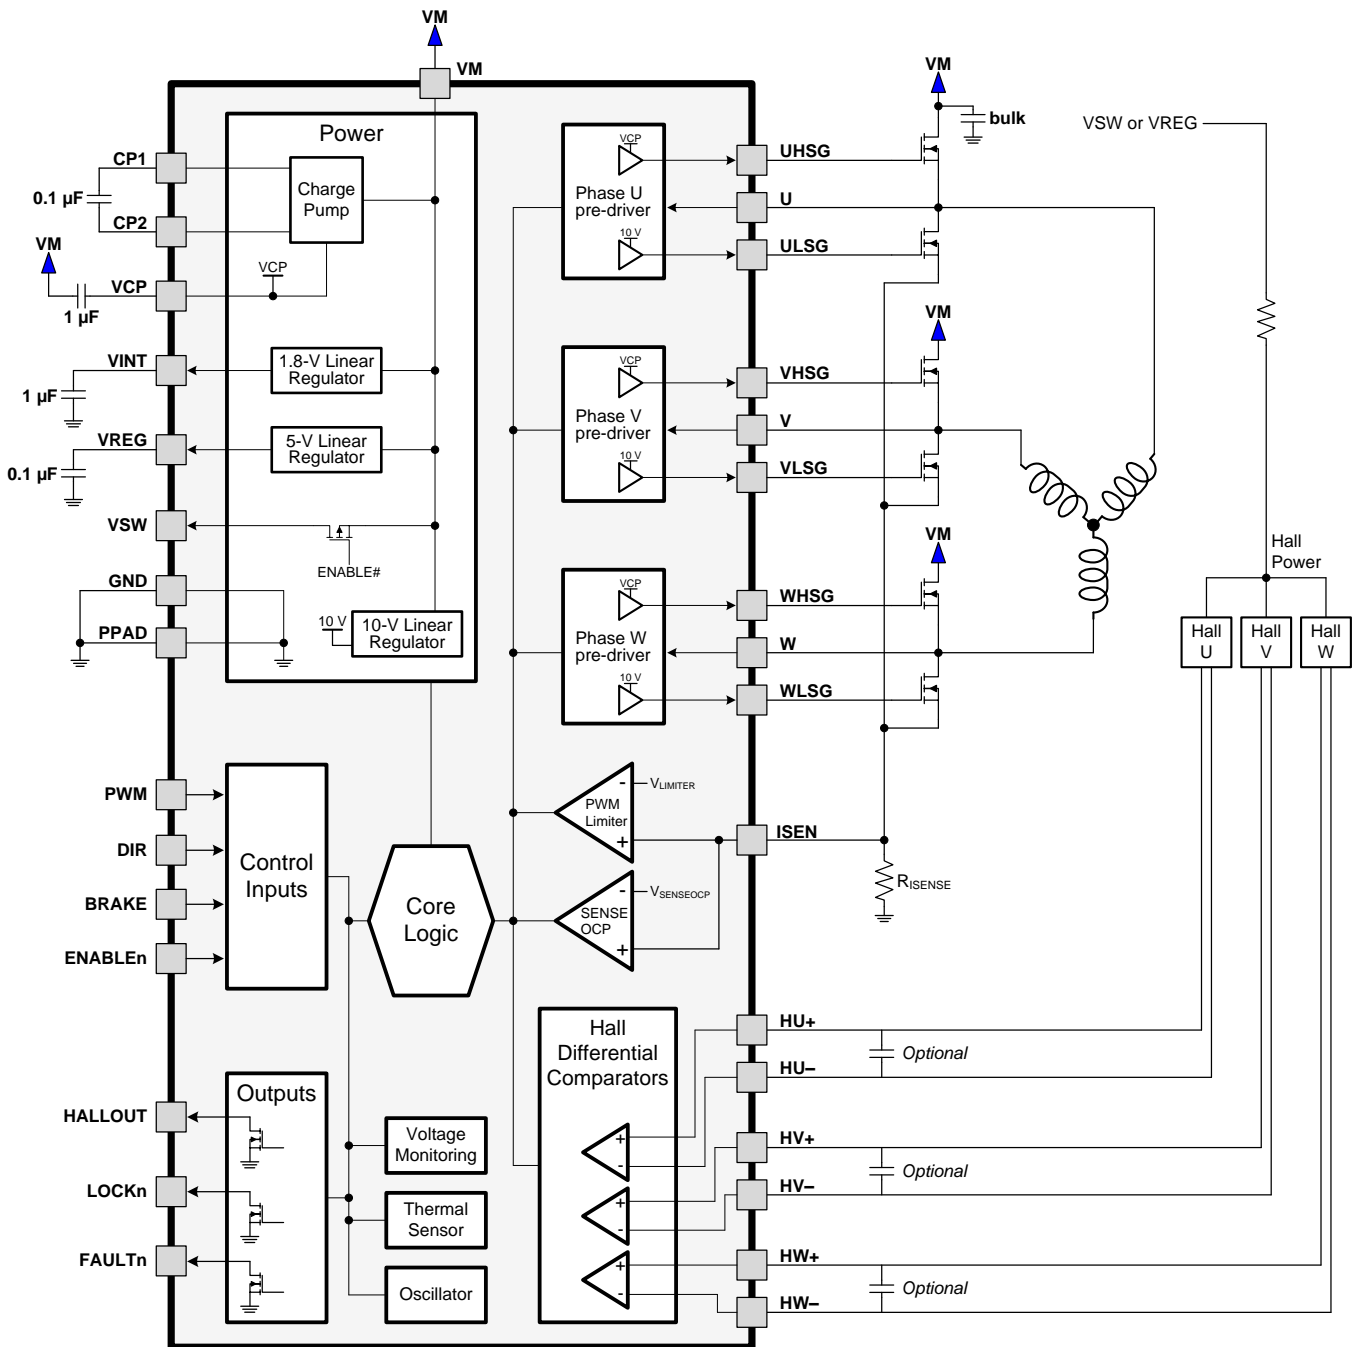 VM
VM
Power
CP1
0.1 µF
CP2
Charge
Pump
VM
VCP
1 µF
VCP
VINT
1 µF
1.8-V Linear
Regulator
VREG
0.1 µF
5-V Linear
Regulator
VSW
ENABLE#
GND
PPAD
10 V
10-V Linear
Regulator
VCP
Phase U
pre-driver
10 V
UHSG
U
ULSG
VM
bulk
VCP
Phase V
pre-driver
10 V
VHSG
V
VLSG
VM
VCP
Phase W
pre-driver
10 V
WHSG
W
WLSG
VM
VSW or VREG
Hall
Power
Hall
U
Hall
V
Hall
W
PWM
DIR
BRAKE
ENABLEn
Control
Inputs
Core
Logic
-
VLIMITER
PWM
Limiter
+
-
VSENSEOCP
SENSE
OCP
+
ISEN
RISENSE
Outputs
HALLOUT
LOCKn
FAULTn
Voltage
Monitoring
Thermal
Sensor
Oscillator
Hall
Differential
Comparators
+
-
+
-
+
-
HU+
Optional
HU–
HV+
Optional
HV–
HW+
Optional
HW–